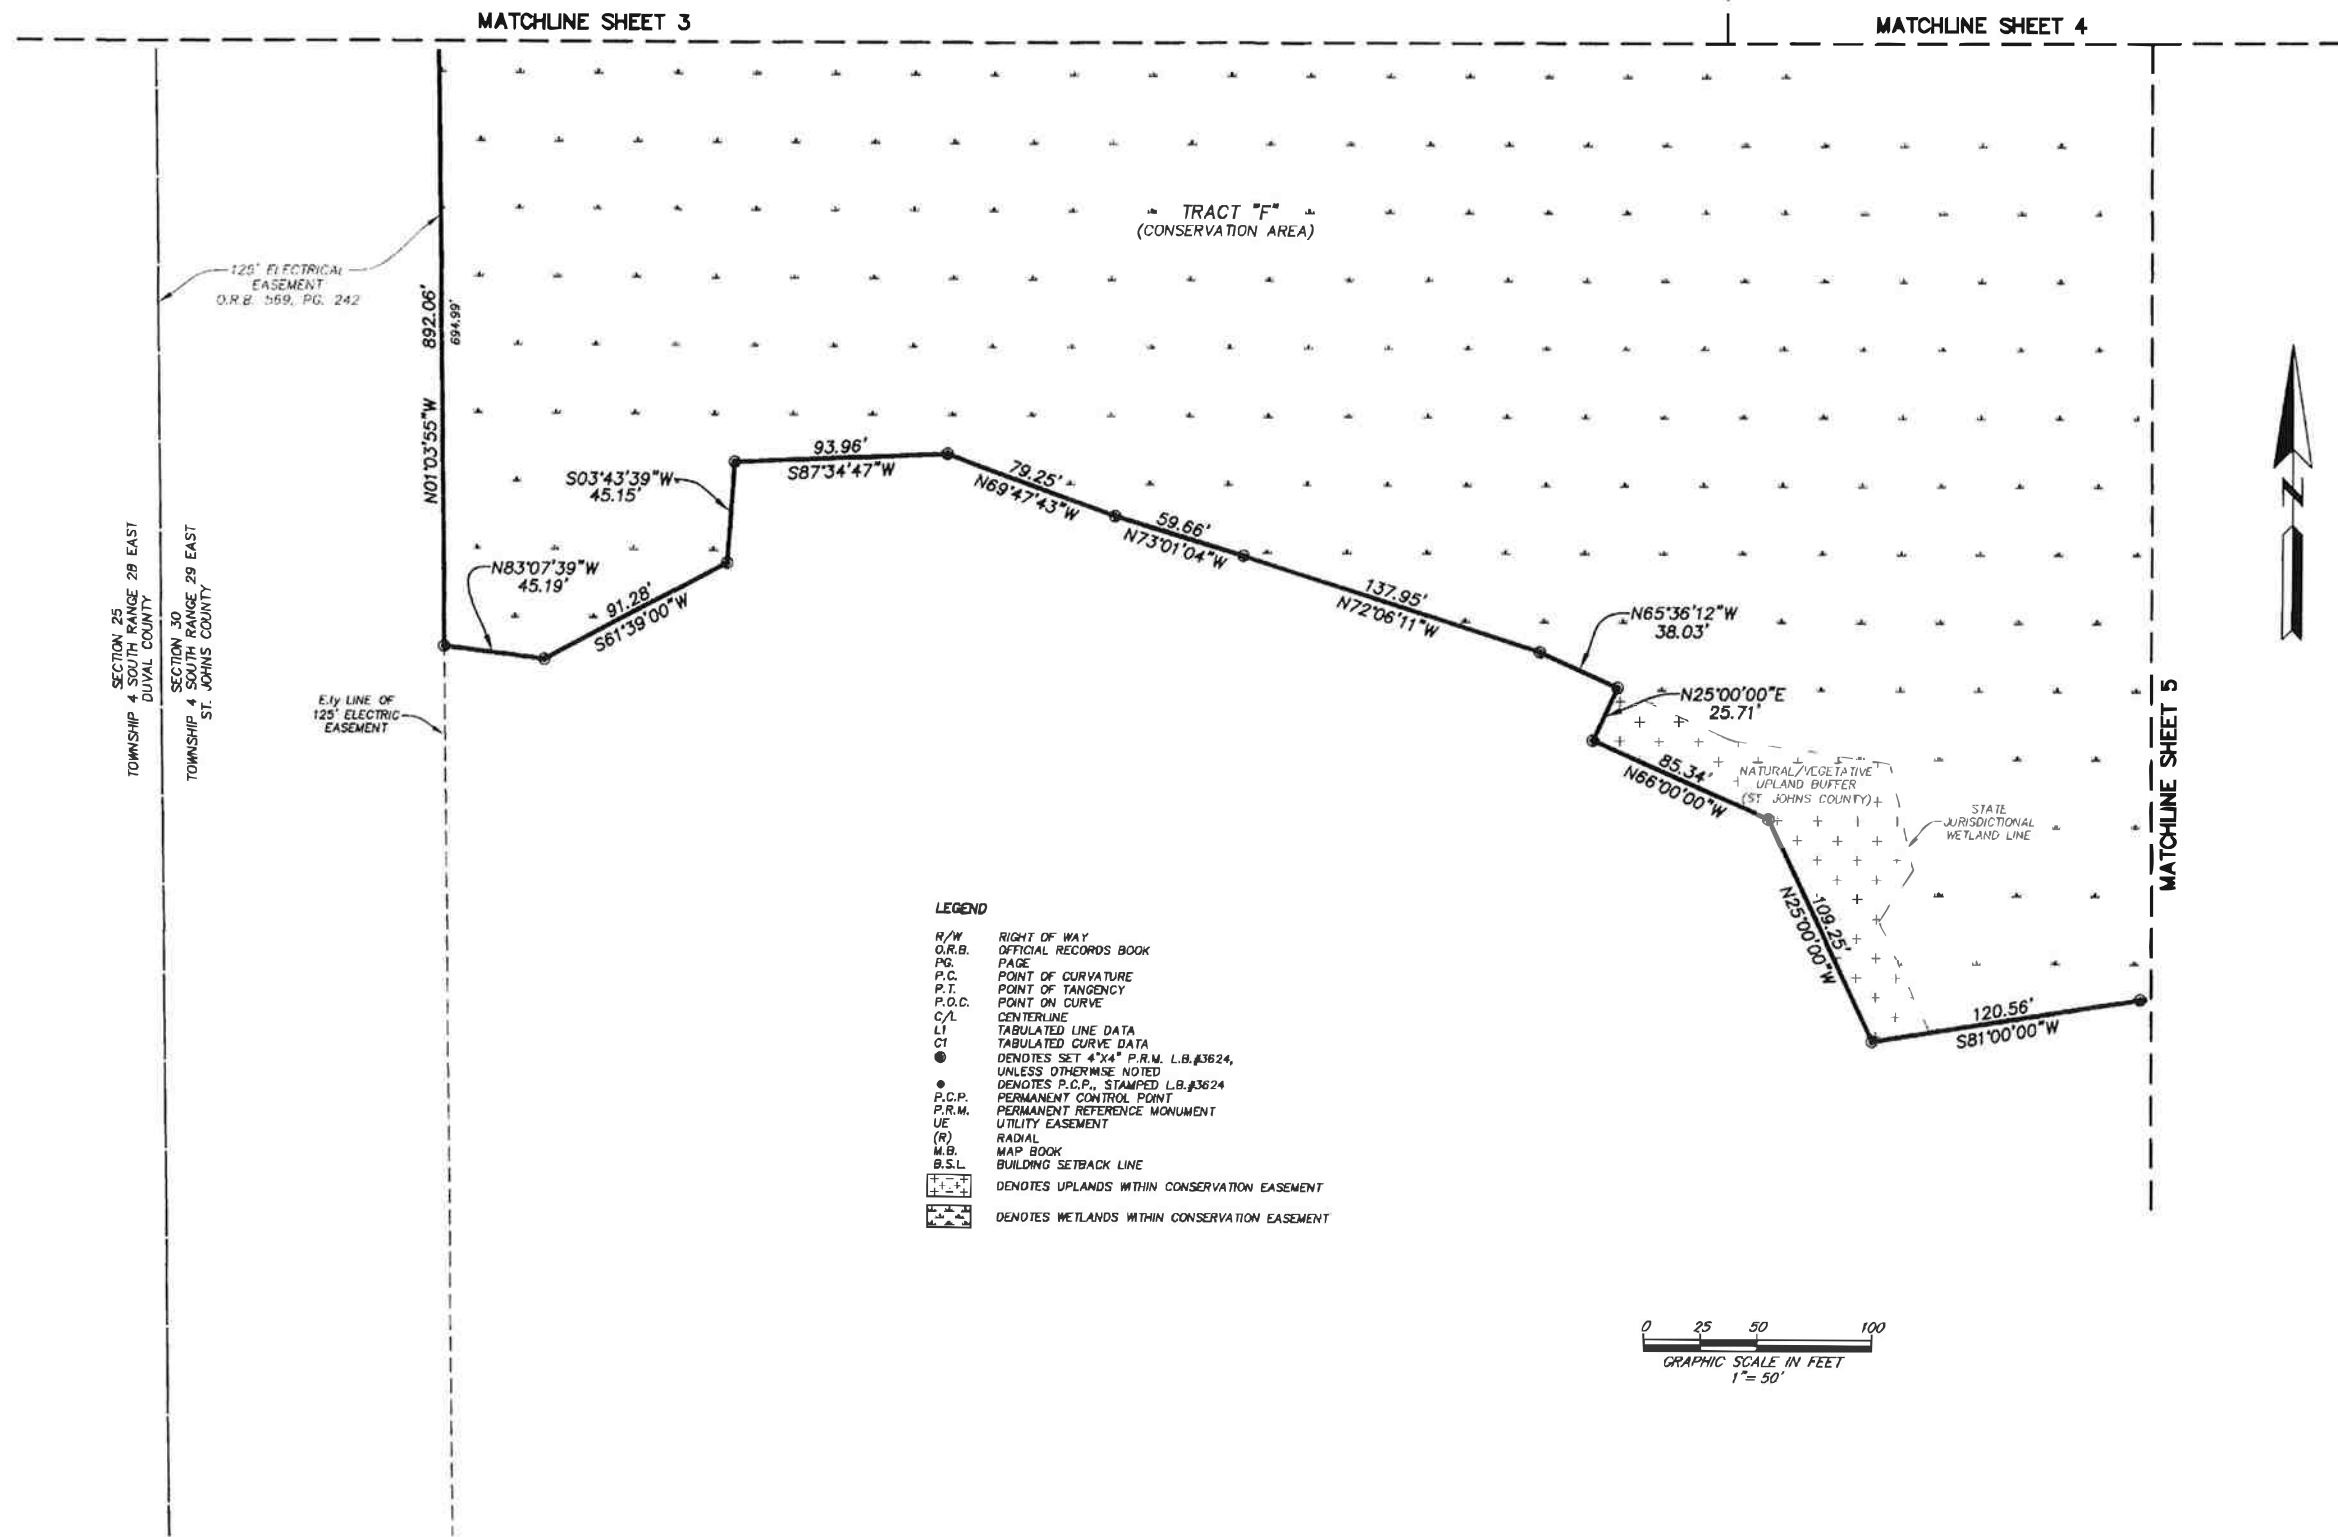 MATCHLINE SHEET 3
MATCHLINE SHEET 4
TRACT "F"
(CONSERVATION AREA)
125' ELECTRICAL
EASEMENT
O.R.B. 569, PG. 242
892.06'
694.99'
N01°03'55"W
93.96'
S87°34'47"W
S03°43'39"W
45.15'
79.25'
N69°47'43"W
59.66'
N73°01'04"W
N83°07'39"W
45.19'
91.28'
S61°39'00"W
137.95'
N72°06'11"W
N65°36'12"W
38.03'
N25°00'00"E
25.71'
SECTION 25
TOWNSHIP 4 SOUTH RANGE 28 EAST
DUVAL COUNTY
SECTION 30
TOWNSHIP 4 SOUTH RANGE 29 EAST
ST. JOHNS COUNTY
E.ly LINE OF
125' ELECTRIC
EASEMENT
85.34'
N66°00'00"W
NATURAL/VEGETATIVE
UPLAND BUFFER
(ST. JOHNS COUNTY)
STATE
JURISDICTIONAL
WETLAND LINE
MATCHLINE SHEET 5
N
109.25'
N25°00'00"W
120.56'
S81°00'00"W
LEGEND
R/W RIGHT OF WAY
O.R.B. OFFICIAL RECORDS BOOK
PG. PAGE
P.C. POINT OF CURVATURE
P.T. POINT OF TANGENCY
P.O.C. POINT ON CURVE
C/L CENTERLINE
L1 TABULATED LINE DATA
C1 TABULATED CURVE DATA
DENOTES SET 4"X4" P.R.M. L.B.#3624,
UNLESS OTHERWISE NOTED
DENOTES P.C.P., STAMPED L.B.#3624
P.C.P. PERMANENT CONTROL POINT
P.R.M. PERMANENT REFERENCE MONUMENT
UE UTILITY EASEMENT
(R) RADIAL
M.B. MAP BOOK
B.S.L. BUILDING SETBACK LINE
DENOTES UPLANDS WITHIN CONSERVATION EASEMENT
DENOTES WETLANDS WITHIN CONSERVATION EASEMENT
0 25 50 100
GRAPHIC SCALE IN FEET
1"= 50'